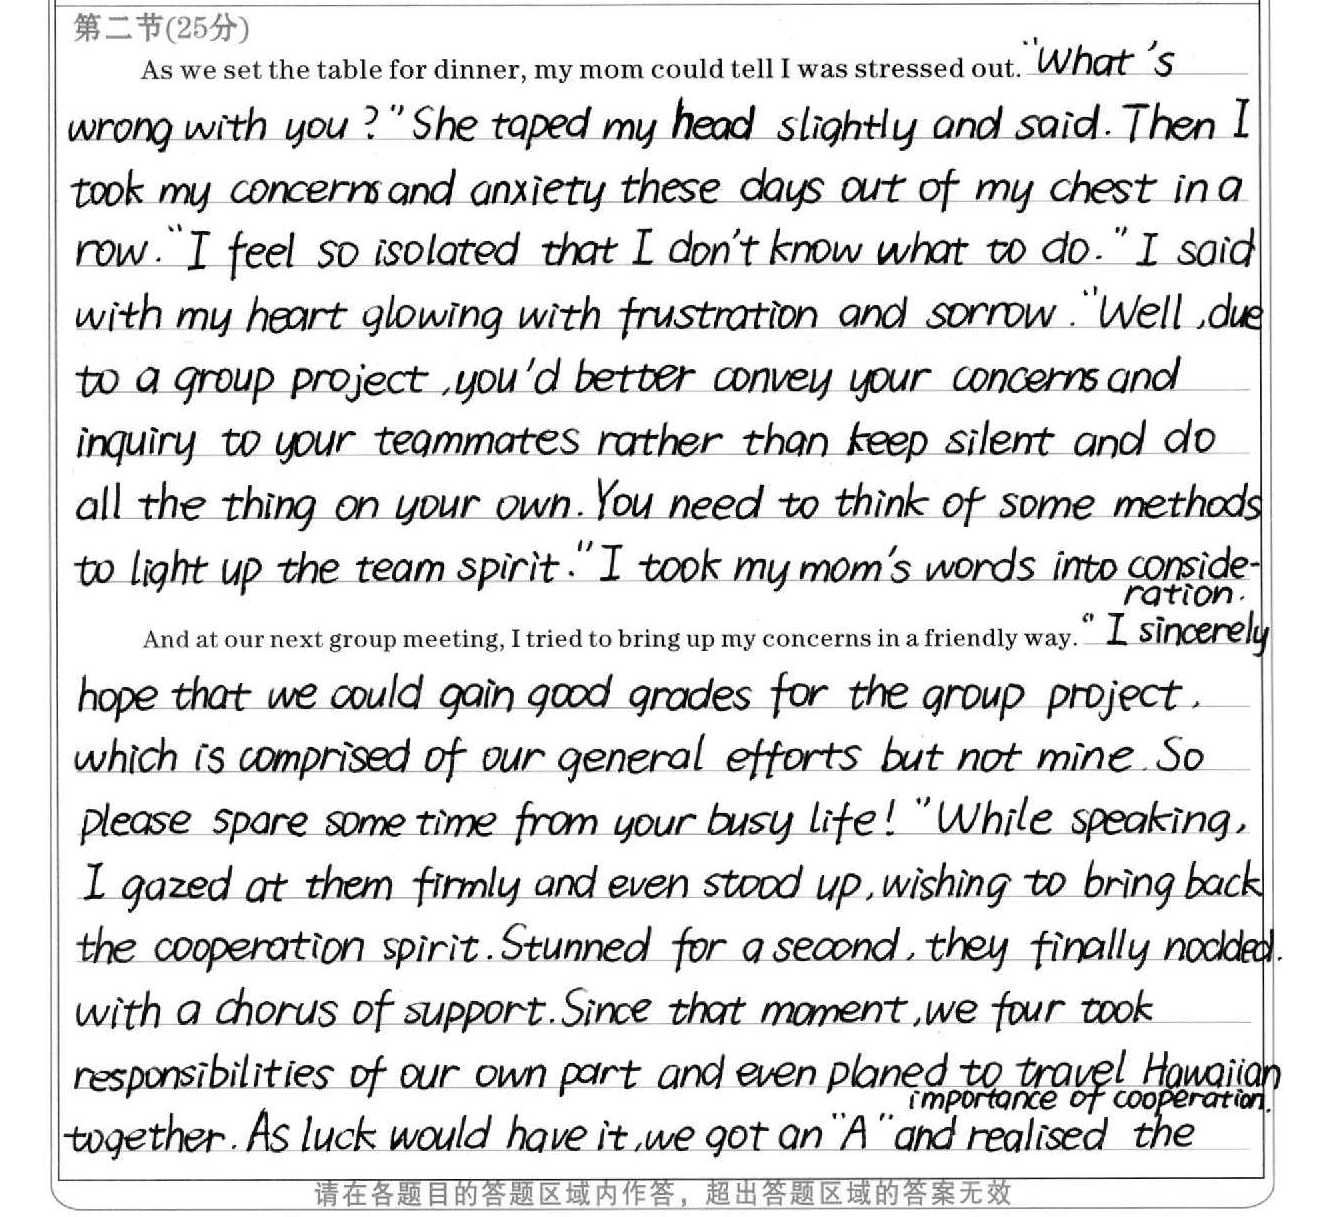 第二节(25分)
As we set the table for dinner, my mom could tell I was stressed out. "What's
wrong with you?" She taped my head slightly and said. Then I
took my concerns and anxiety these days out of my chest in a
row. "I feel so isolated that I don't know what to do." I said
with my heart glowing with frustration and sorrow. "Well, due
to a group project, you'd better convey your concerns and
inquiry to your teammates rather than keep silent and do
all the thing on your own. You need to think of some methods
to light up the team spirit." I took my mom's words into conside-
ration.
And at our next group meeting, I tried to bring up my concerns in a friendly way. "I sincerely
hope that we could gain good grades for the group project,
which is comprised of our general efforts but not mine. So
please spare some time from your busy life!" While speaking,
I gazed at them firmly and even stood up, wishing to bring back
the cooperation spirit. Stunned for a second, they finally nodded.
with a chorus of support. Since that moment, we four took
responsibilities of our own part and even planed to travel Hawaiian
together. As luck would have it, we got an "A" and realised the
importance of cooperation.
请在各题目的答题区域内作答，超出答题区域的答案无效